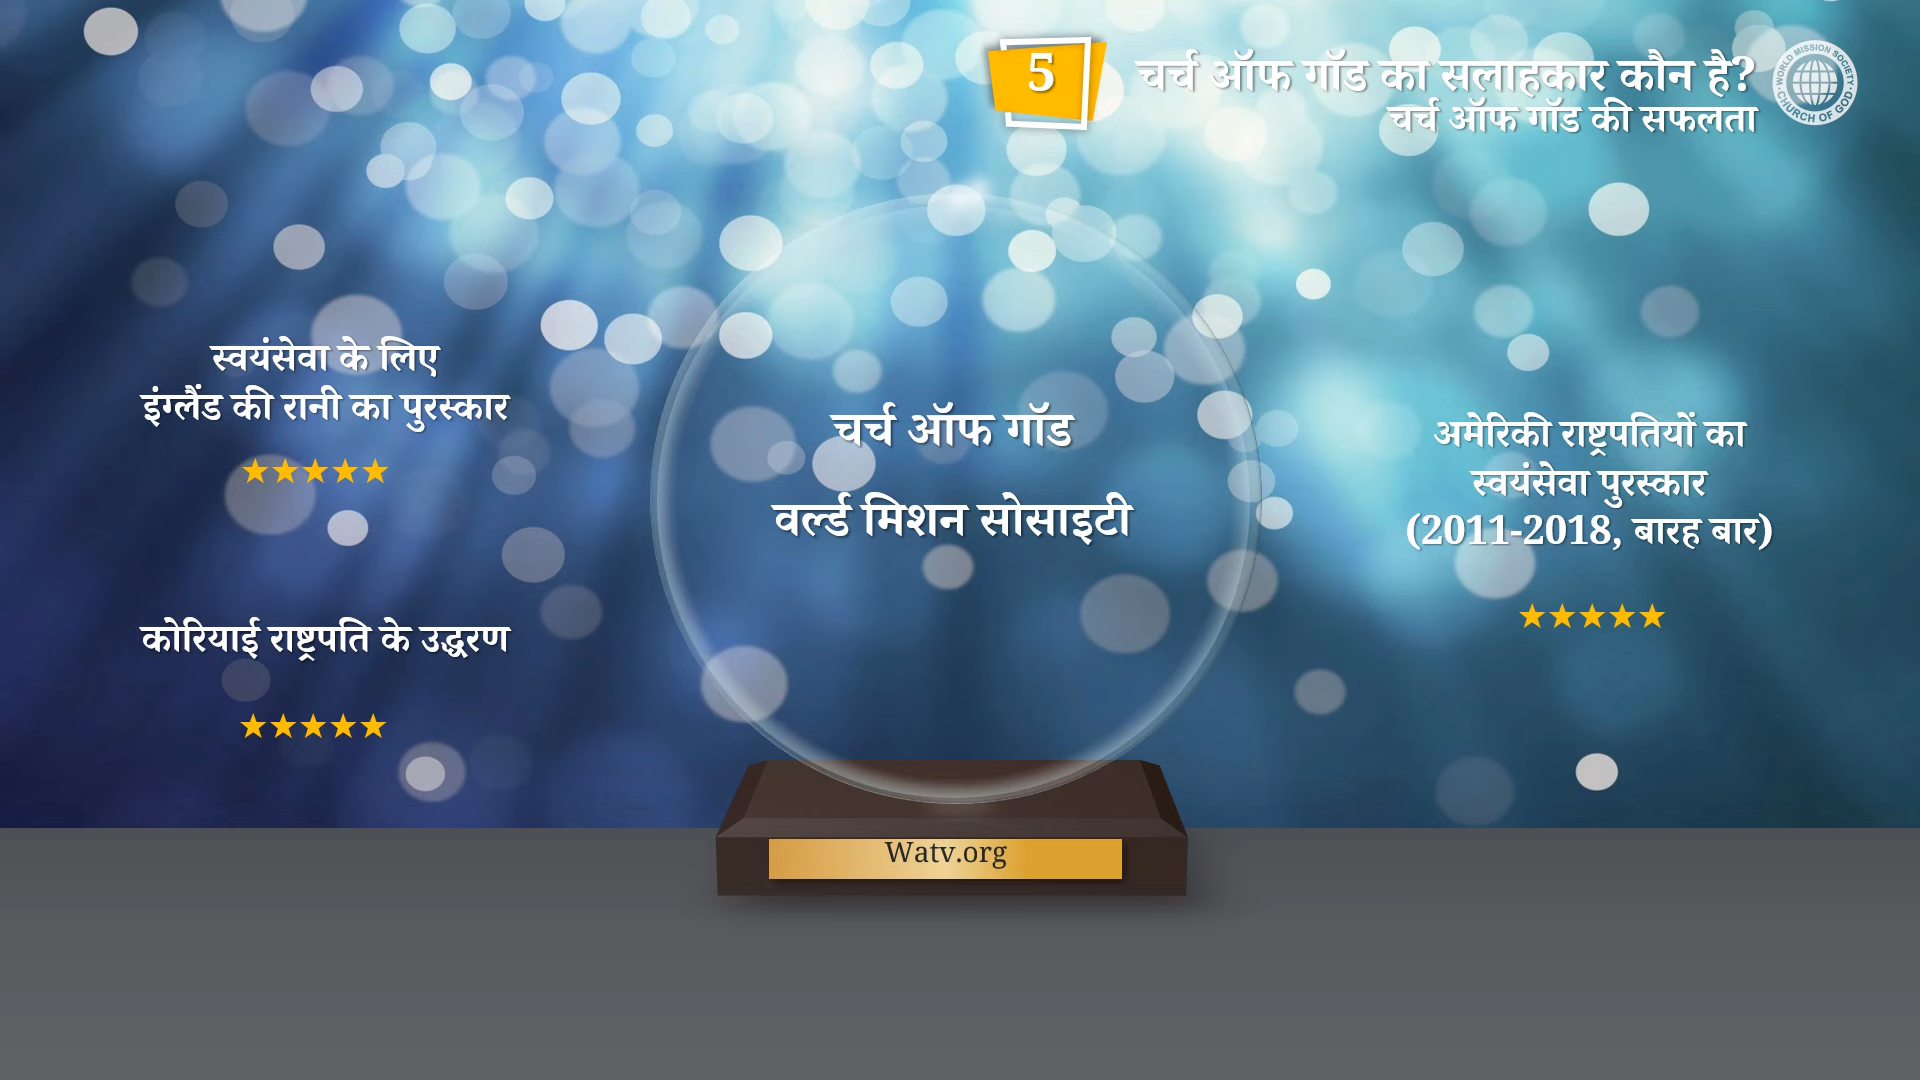 5
चर्च ऑफ गॉड का सलाहकार कौन है?
चर्च ऑफ गॉड की सफलता
WORLD MISSION SOCIETY
CHURCH OF GOD
स्वयंसेवा के लिए
इंग्लैंड की रानी का पुरस्कार
कोरियाई राष्ट्रपति के उद्धरण
चर्च ऑफ गॉड
वर्ल्ड मिशन सोसाइटी
अमेरिकी राष्ट्रपतियों का
स्वयंसेवा पुरस्कार
(2011-2018, बारह बार)
Watv.org